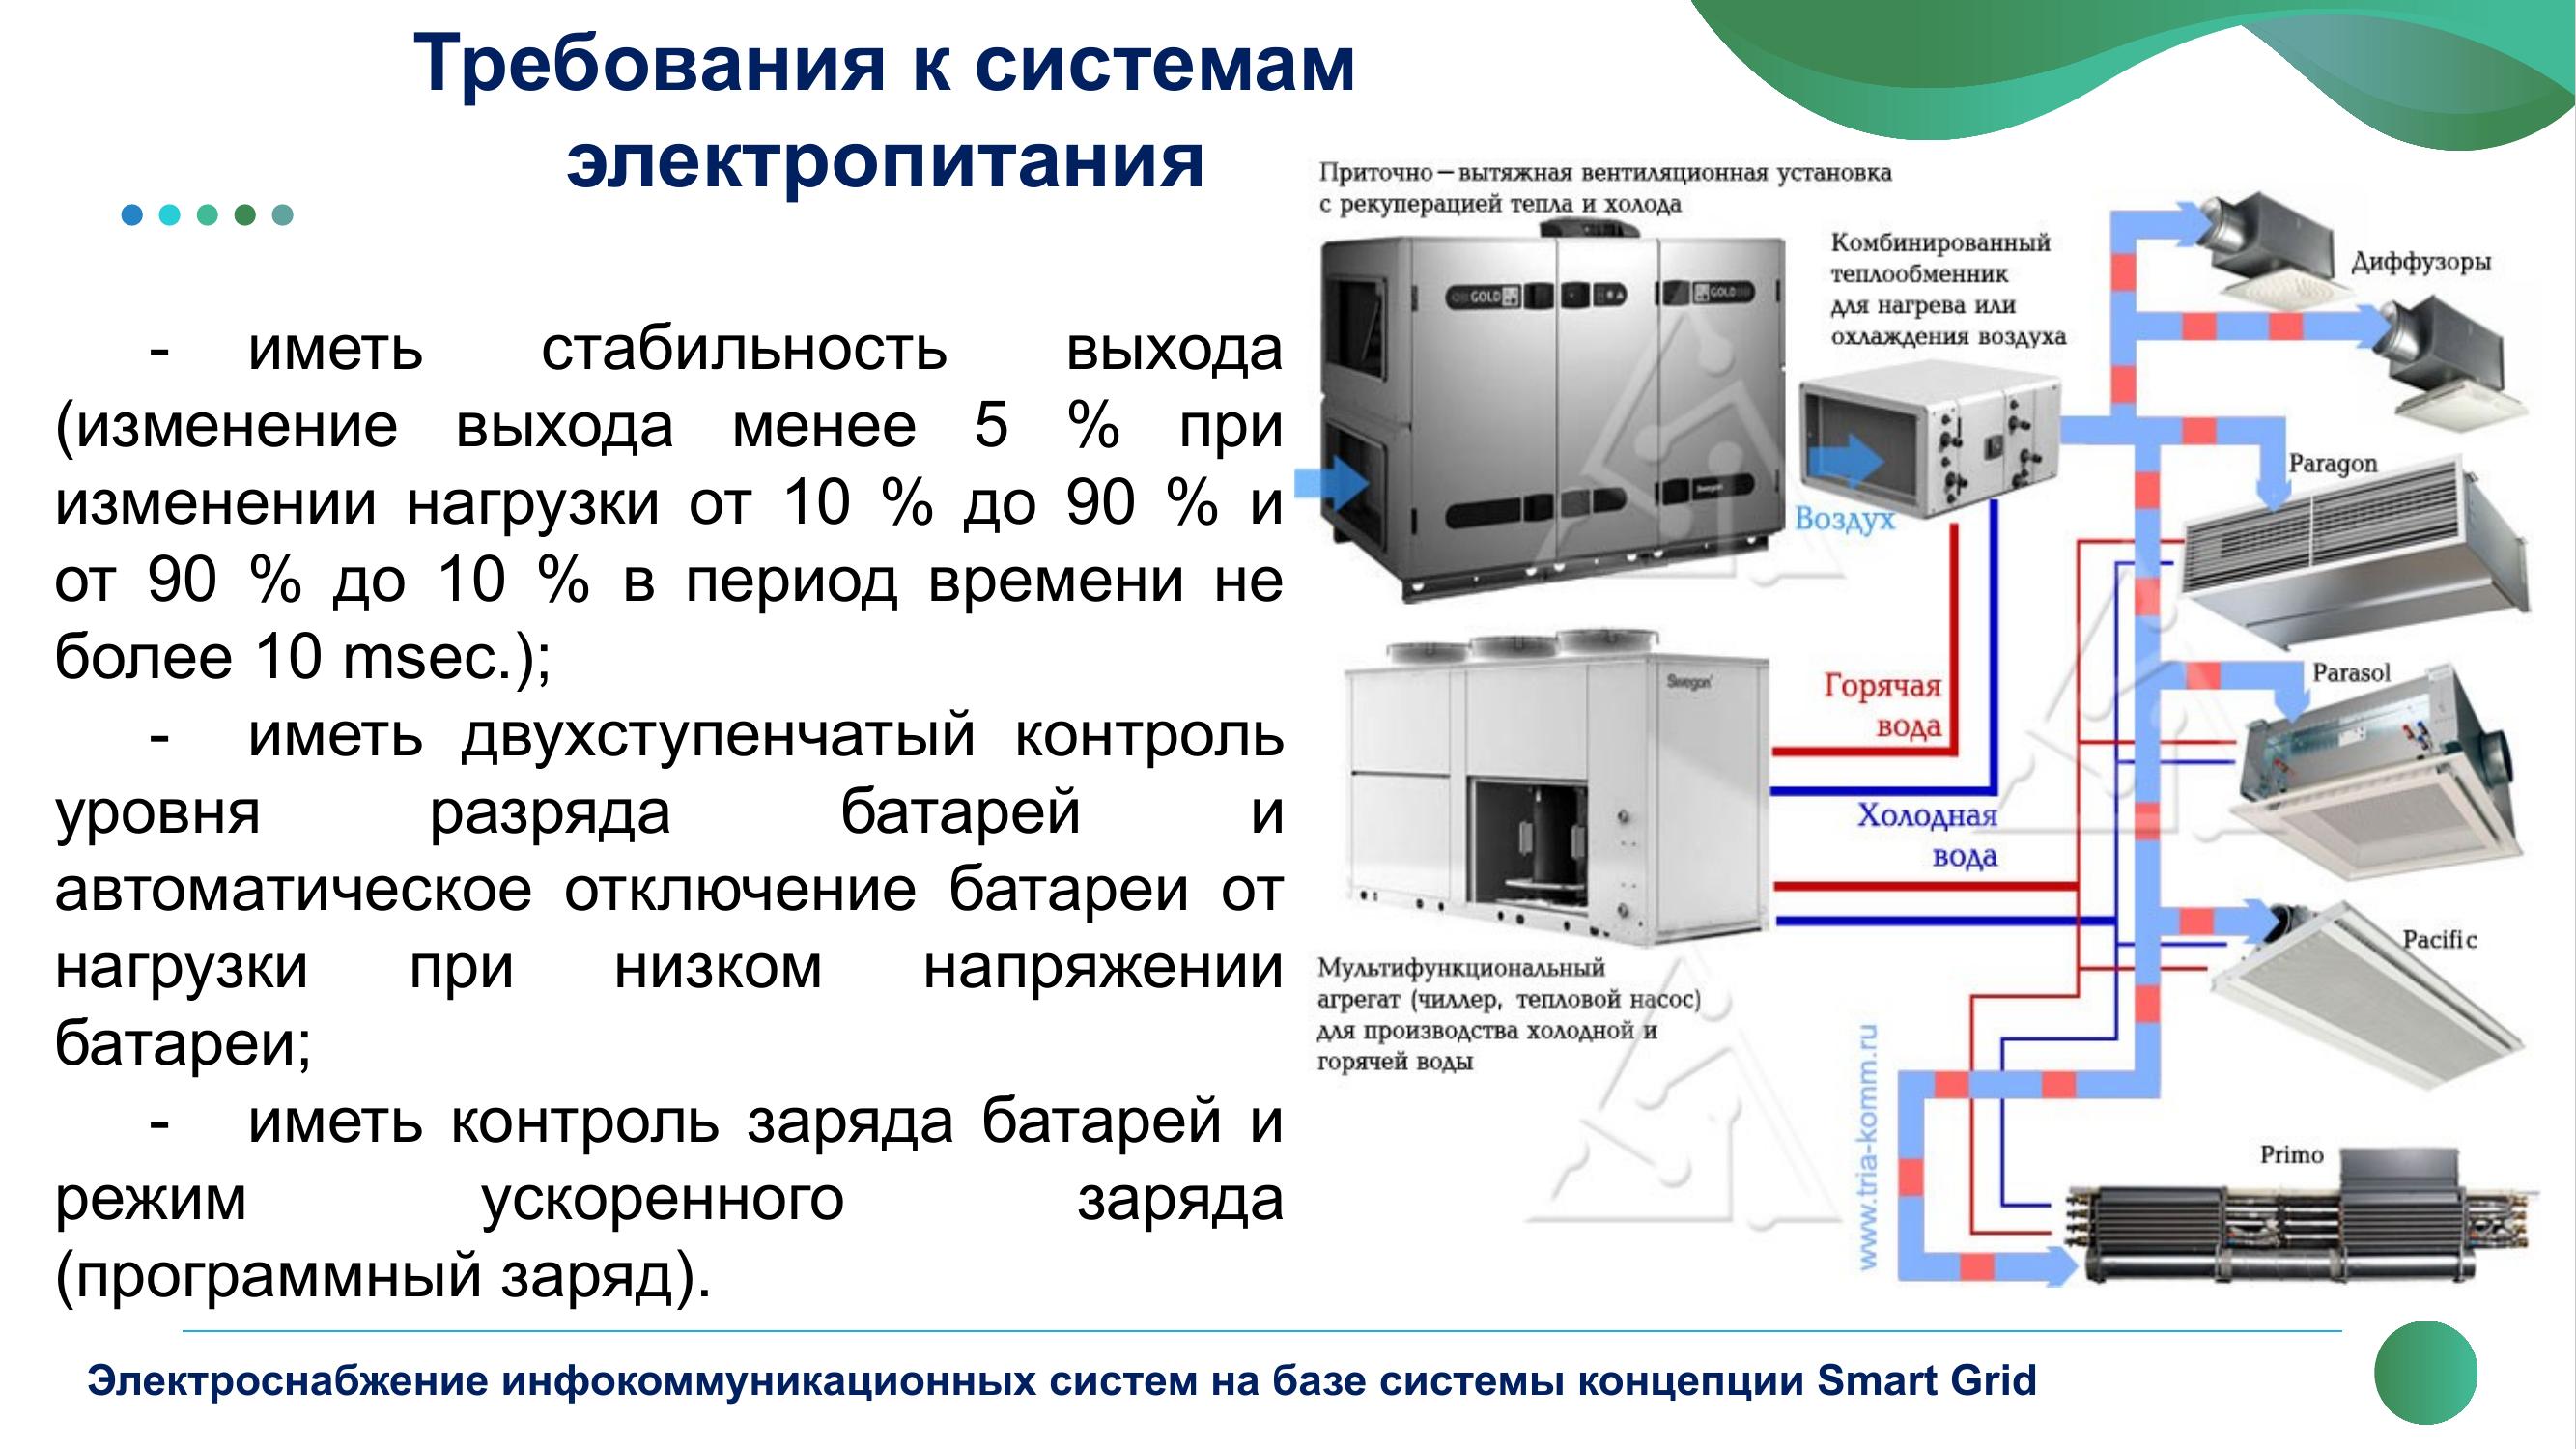 Требования к системам
электропитания
- иметь стабильность выхода
(изменение выхода менее 5 % при
изменении нагрузки от 10 % до 90 % и
от 90 % до 10 % в период времени не
более 10 msec.);
- иметь двухступенчатый контроль
уровня разряда батарей и
автоматическое отключение батареи от
нагрузки при низком напряжении
батареи;
- иметь контроль заряда батарей и
режим ускоренного заряда
(программный заряд).
Приточно – вытяжная вентиляционная установка
с рекуперацией тепла и холода
GOLD
GOLD
Swegon
Комбинированный
теплообменник
для нагрева или
охлаждения воздуха
Воздух
Диффузоры
Paragon
Parasol
Pacific
Primo
Swegon
Горячая
вода
Холодная
вода
Мультифункциональный
агрегат (чиллер, тепловой насос)
для производства холодной и
горячей воды
www.tria-komm.ru
Электроснабжение инфокоммуникационных систем на базе системы концепции Smart Grid